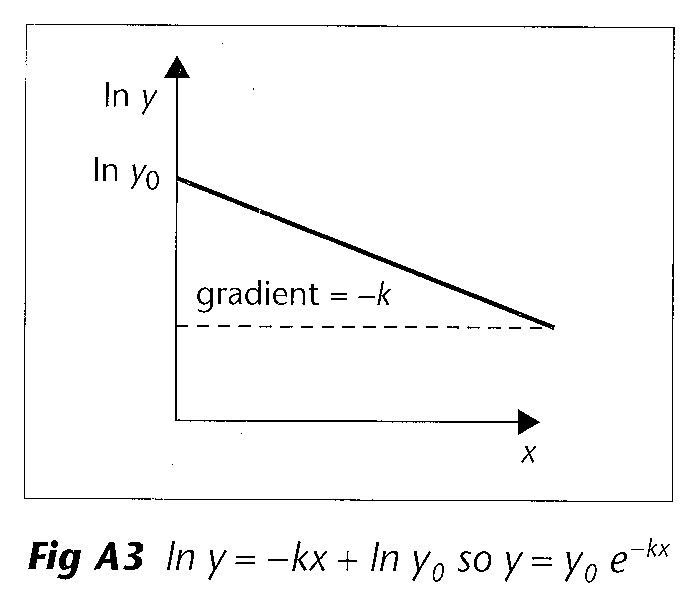 ln y
ln y₀
gradient = –k
x
Fig A3 ln y = –kx + ln y₀ so y = y₀ e⁻ᵏˣ